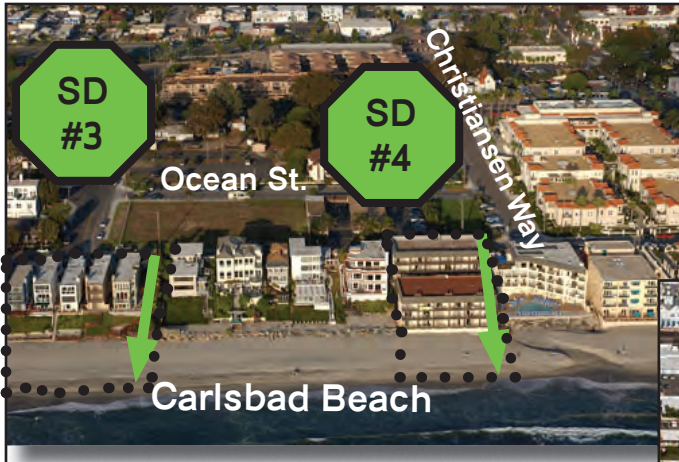 SD
#3
SD
#4
Christiansen Way
Ocean St.
Carlsbad Beach